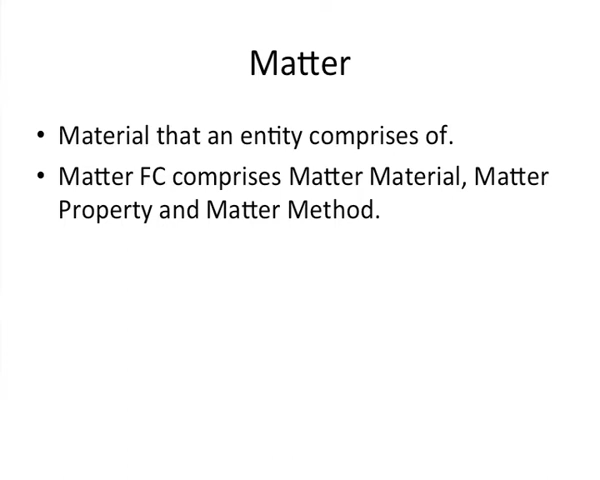 Matter
• Material that an entity comprises of.
• Matter FC comprises Matter Material, Matter
Property and Matter Method.